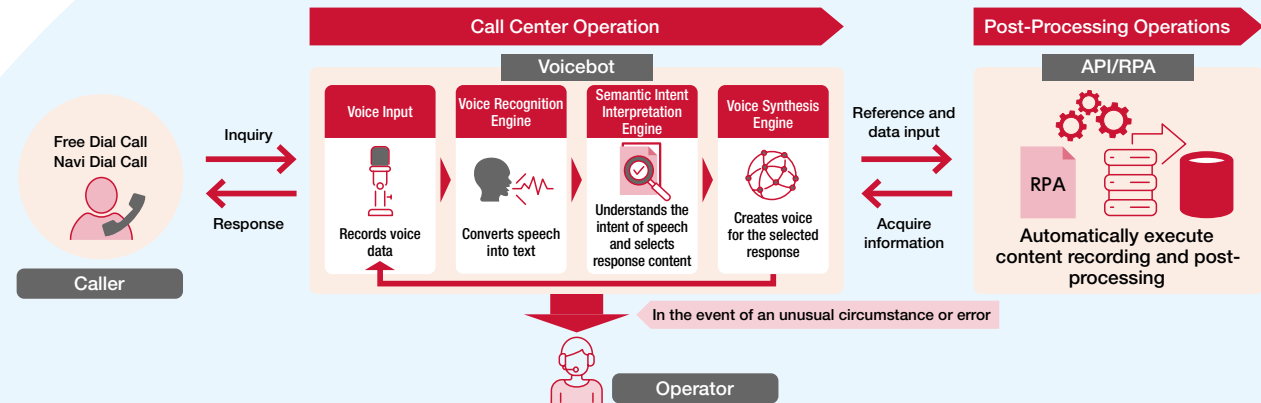 Call Center Operation
Post-Processing Operations
Voicebot
API/RPA
Free Dial Call
Navi Dial Call
Caller
Inquiry
Response
Voice Input
Records voice
data
Voice Recognition
Engine
Converts speech
into text
Semantic Intent
Interpretation
Engine
Understands the
intent of speech
and selects
response content
Voice Synthesis
Engine
Creates voice
for the selected
response
Reference and
data input
Acquire
information
RPA
Automatically execute
content recording and post-
processing
In the event of an unusual circumstance or error
Operator